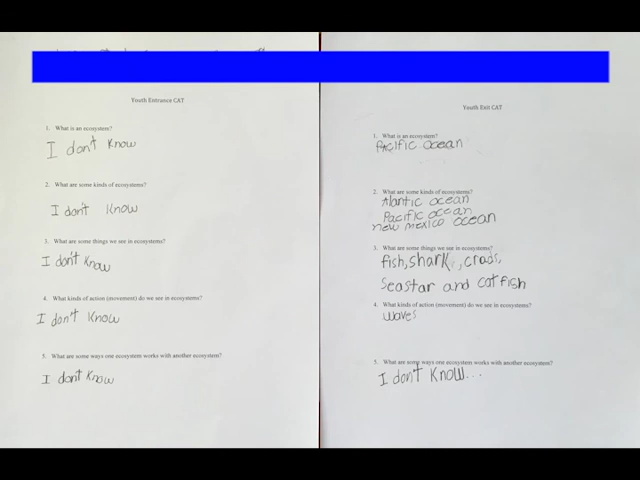 Youth Entrance CAT
1. What is an ecosystem?
I don't Know
2. What are some kinds of ecosystems?
I don't Know
3. What are some things we see in ecosystems?
I don't Know
4. What kinds of action (movement) do we see in ecosystems?
I don't Know
5. What are some ways one ecosystem works with another ecosystem?
I don't Know
Youth Exit CAT
1. What is an ecosystem?
Pacific ocean
2. What are some kinds of ecosystems?
Atlantic ocean
Pacific ocean
new mexico ocean
3. What are some things we see in ecosystems?
fish, shark, crads,
Seastar and catfish
4. What kinds of action (movement) do we see in ecosystems?
waves
5. What are some ways one ecosystem works with another ecosystem?
I don't Know...